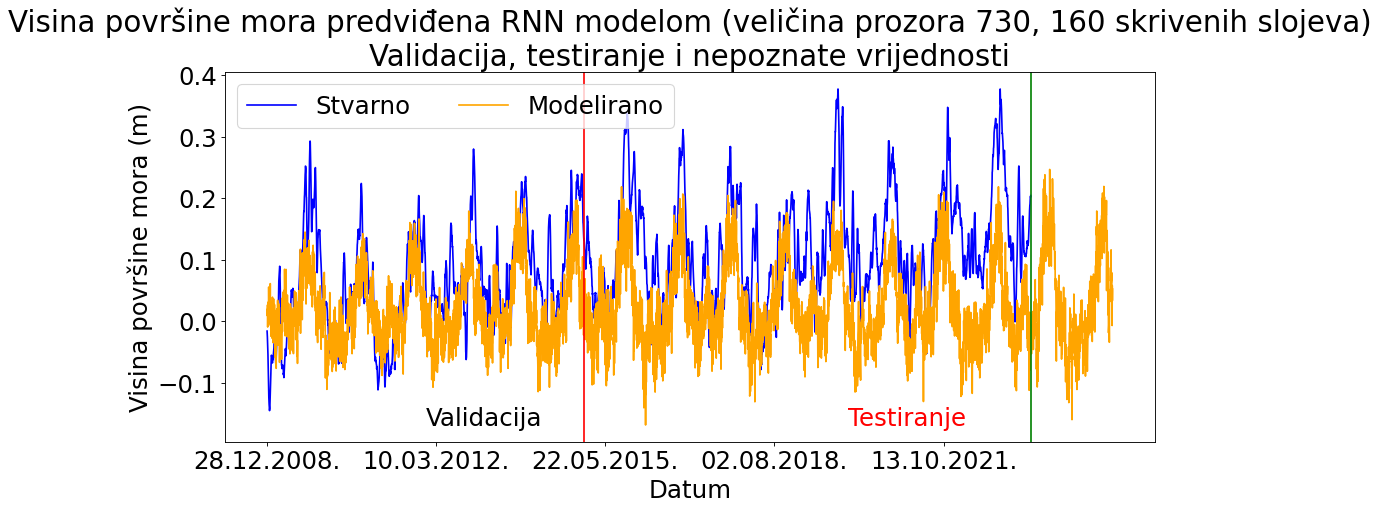 Visina površine mora predviđena RNN modelom (veličina prozora 730, 160 skrivenih slojeva)
Validacija, testiranje i nepoznate vrijednosti
Visina površine mora (m)
0.4
0.3
0.2
0.1
0.0
−0.1
Stvarno Modelirano
Validacija
Testiranje
28.12.2008. 10.03.2012. 22.05.2015. 02.08.2018. 13.10.2021.
Datum